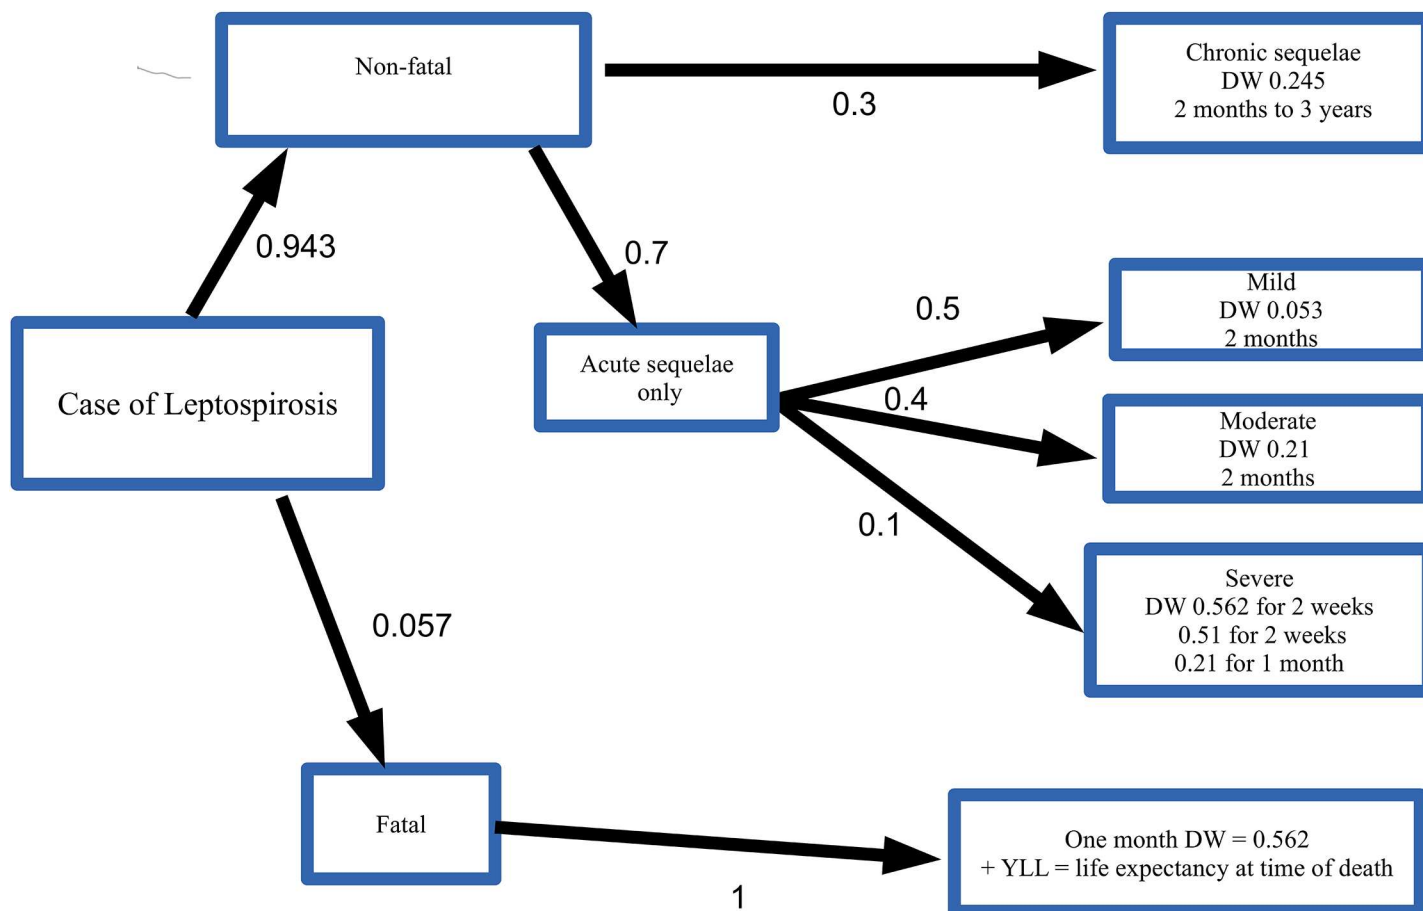 Non-fatal
Chronic sequelae
DW 0.245
2 months to 3 years
0.3
0.943
0.7
Case of Leptospirosis
Acute sequelae
only
0.5
Mild
DW 0.053
2 months
0.4
Moderate
DW 0.21
2 months
0.1
Severe
DW 0.562 for 2 weeks
0.51 for 2 weeks
0.21 for 1 month
0.057
Fatal
1
One month DW = 0.562
+ YLL = life expectancy at time of death